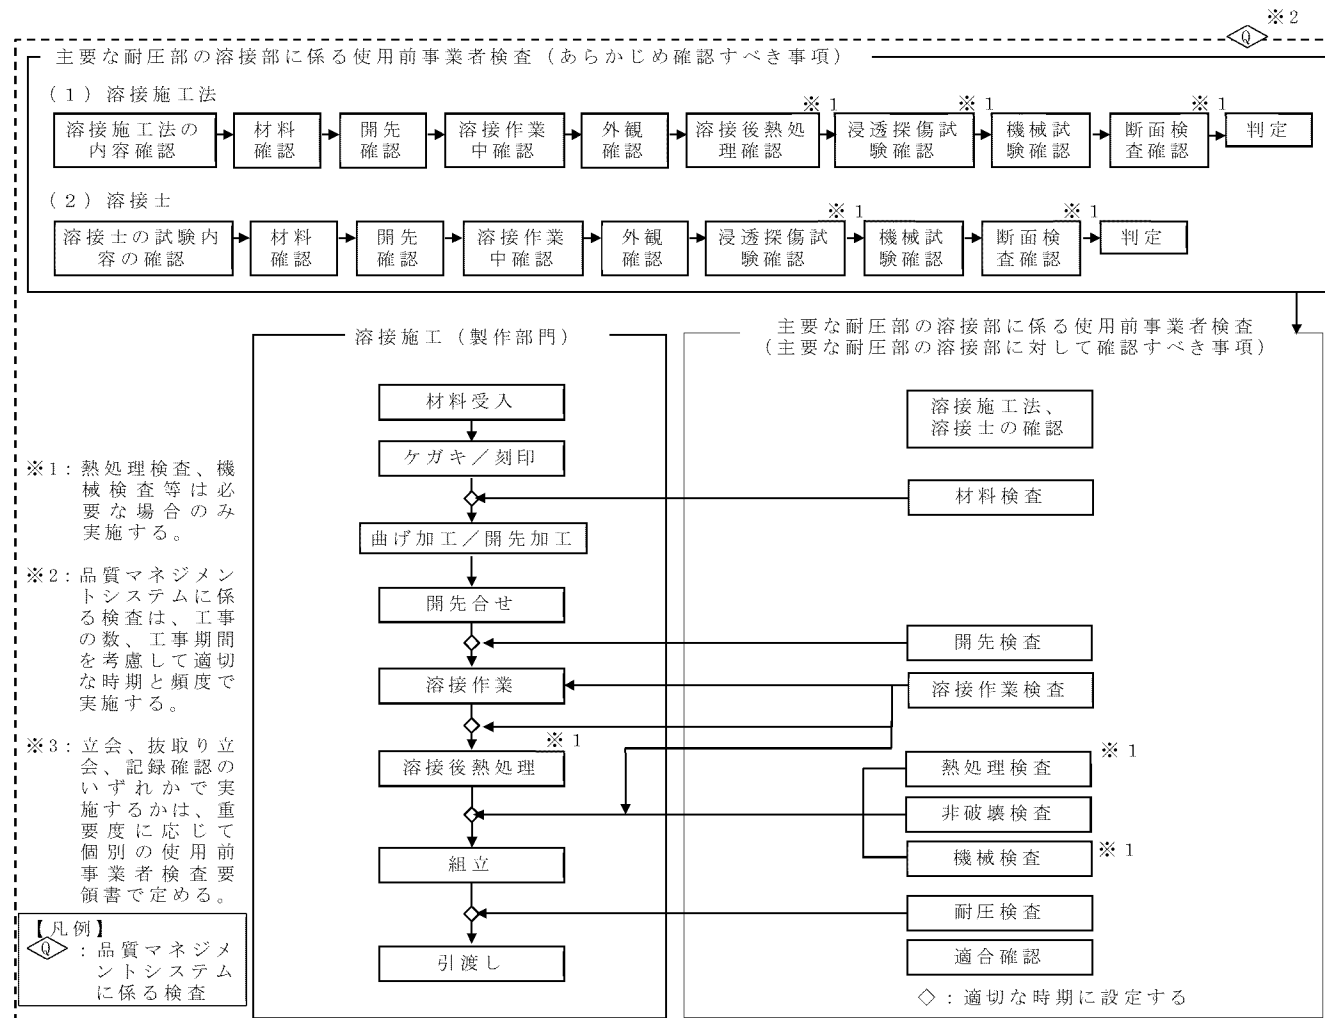 ※2
Q
主要な耐圧部の溶接部に係る使用前事業者検査(あらかじめ確認すべき事項)
(1)溶接施工法
※1
※1
※1
溶接施工法の
内容確認
材料
確認
開先
確認
溶接作業
中確認
外観
確認
溶接後熱処
理確認
浸透探傷試
験確認
機械試
験確認
断面検
査確認
判定
(2)溶接士
※1
※1
溶接士の試験内
容の確認
材料
確認
開先
確認
溶接作業
中確認
外観
確認
浸透探傷試
験確認
機械試
験確認
断面検
査確認
判定
溶接施工(製作部門)
材料受入
ケガキ/刻印
曲げ加工/開先加工
開先合せ
溶接作業
※1
溶接後熱処理
組立
引渡し
主要な耐圧部の溶接部に係る使用前事業者検査
(主要な耐圧部の溶接部に対して確認すべき事項)
溶接施工法、
溶接士の確認
材料検査
開先検査
溶接作業検査
※1
熱処理検査
非破壊検査
※1
機械検査
耐圧検査
適合確認
◇:適切な時期に設定する
※1:熱処理検査、機
械検査等は必
要な場合のみ
実施する。
※2:品質マネジメン
トシステムに係
る検査は、工事
の数、工事期間
を考慮して適切
な時期と頻度で
実施する。
※3:立会、抜取り立
会、記録確認の
いずれかで実
施するかは、重
要度に応じて
個別の使用前
事業者検査要
領書で定める。
【凡例】
Q:品質マネジメ
ントシステム
に係る検査